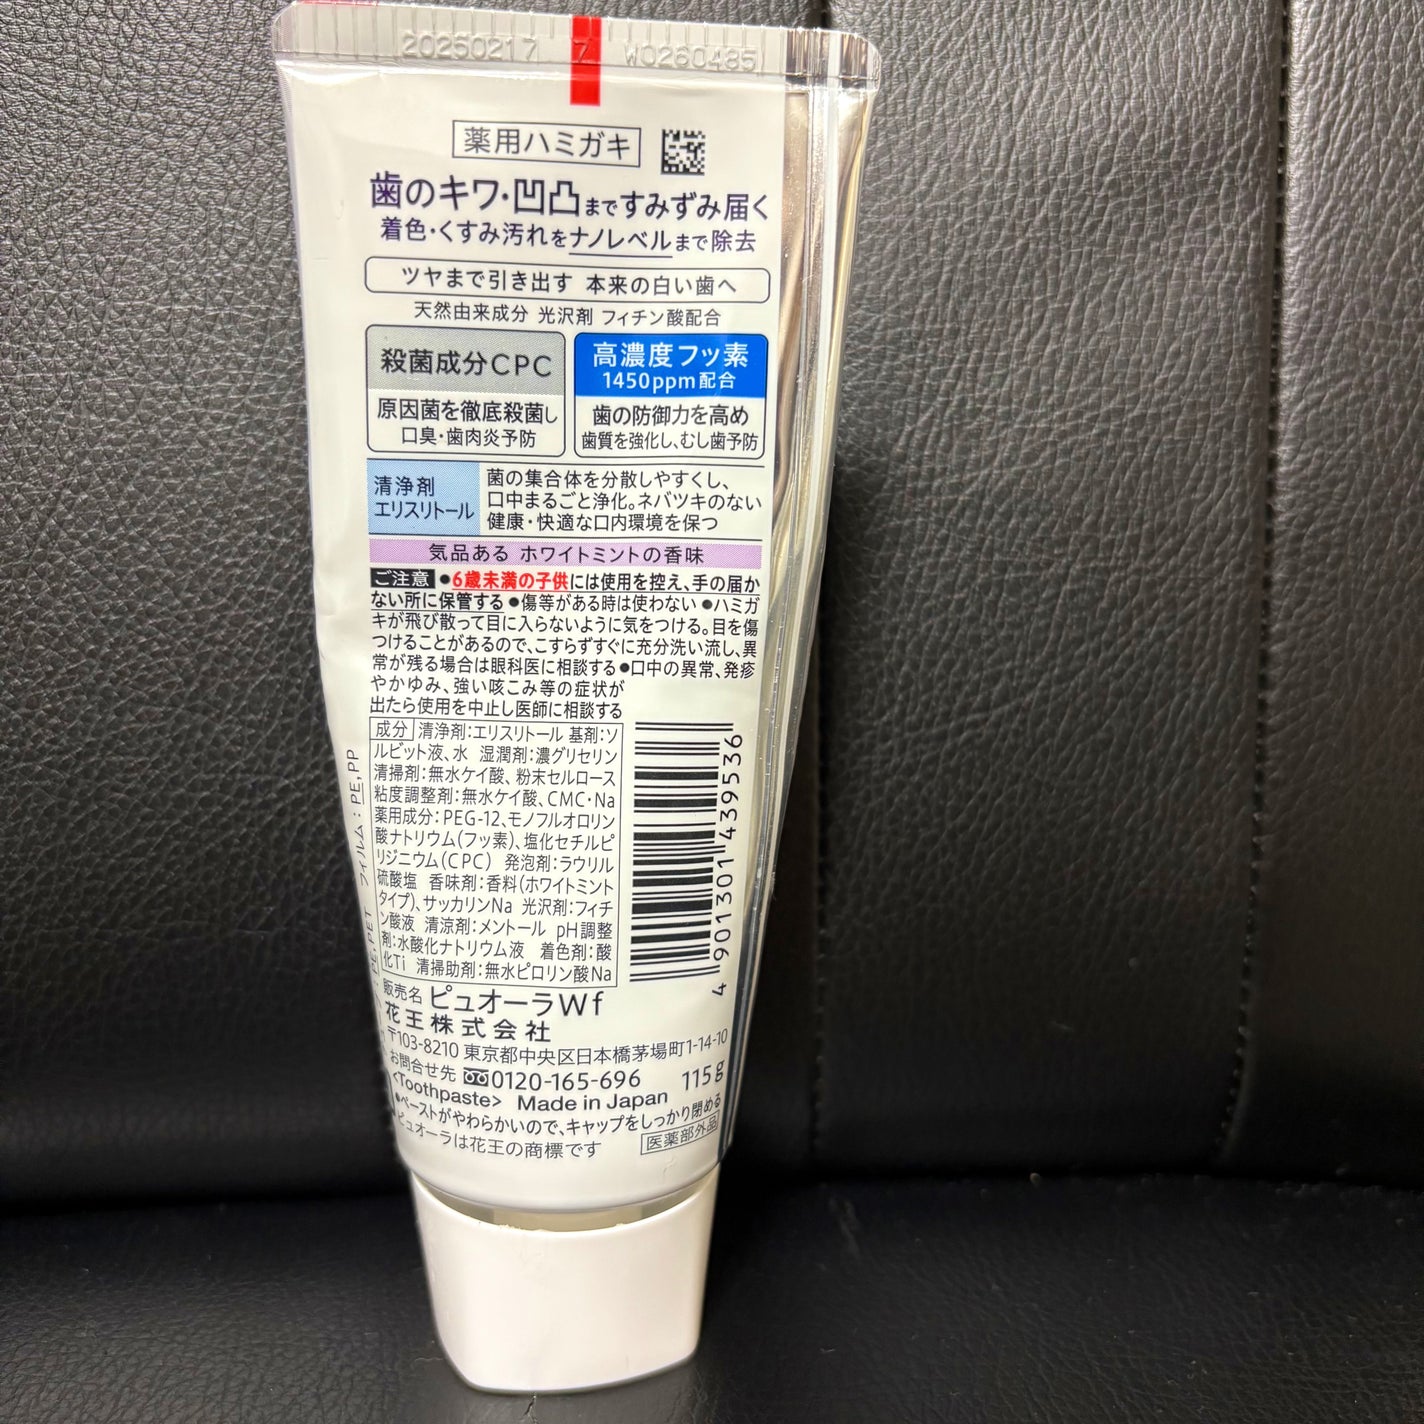 20250217 7 W0260485
薬用ハミガキ
歯のキワ・凹凸まですみずみ届く
着色・くすみ汚れをナノレベルまで除去
ツヤまで引き出す 本来の白い歯へ
天然由来成分 光沢剤 フィチン酸配合
殺菌成分CPC
原因菌を徹底殺菌し
口臭・歯肉炎予防
高濃度フッ素
1450ppm配合
歯の防御力を高め
歯質を強化し、むし歯予防
清浄剤
エリスリトール
菌の集合体を分散しやすくし、
口中まるごと浄化。ネバツキのない
健康・快適な口内環境を保つ
気品ある ホワイトミントの香味
ご注意 ●6歳未満の子供には使用を控え、手の届か
ない所に保管する ●傷等がある時は使わない ●ハミガ
キが飛び散って目に入らないように気をつける。目を傷
つけることがあるので、こすらずすぐに充分洗い流し、異
常が残る場合は眼科医に相談する ●口中の異常、発疹
やかゆみ、強い咳こみ等の症状が
出たら使用を中止し医師に相談する
成分 清浄剤:エリスリトール 基剤:ソ
ルビット液、水 湿潤剤:濃グリセリン
清掃剤:無水ケイ酸、粉末セルロース
粘度調整剤:無水ケイ酸、CMC・Na
薬用成分:PEG-12、モノフルオロリン
酸ナトリウム(フッ素)、塩化セチルピ
リジニウム(CPC) 発泡剤:ラウリル
硫酸塩 香味剤:香料(ホワイトミント
タイプ)、サッカリンNa 光沢剤:フィチ
ン酸液 清涼剤:メントール pH調整
剤:水酸化ナトリウム液 着色剤:酸
化Ti 清掃助剤:無水ピロリン酸Na
4 901301 439536
フィルム:PE,PP
PE,PET
販売名 ピュオーラWf
花王株式会社
〒103-8210 東京都中央区日本橋茅場町1-14-10
お問合せ先 0120-165-696 115g
<Toothpaste> Made in Japan
●ペーストがやわらかいので、キャップをしっかり閉める
ピュオーラは花王の商標です 医薬部外品